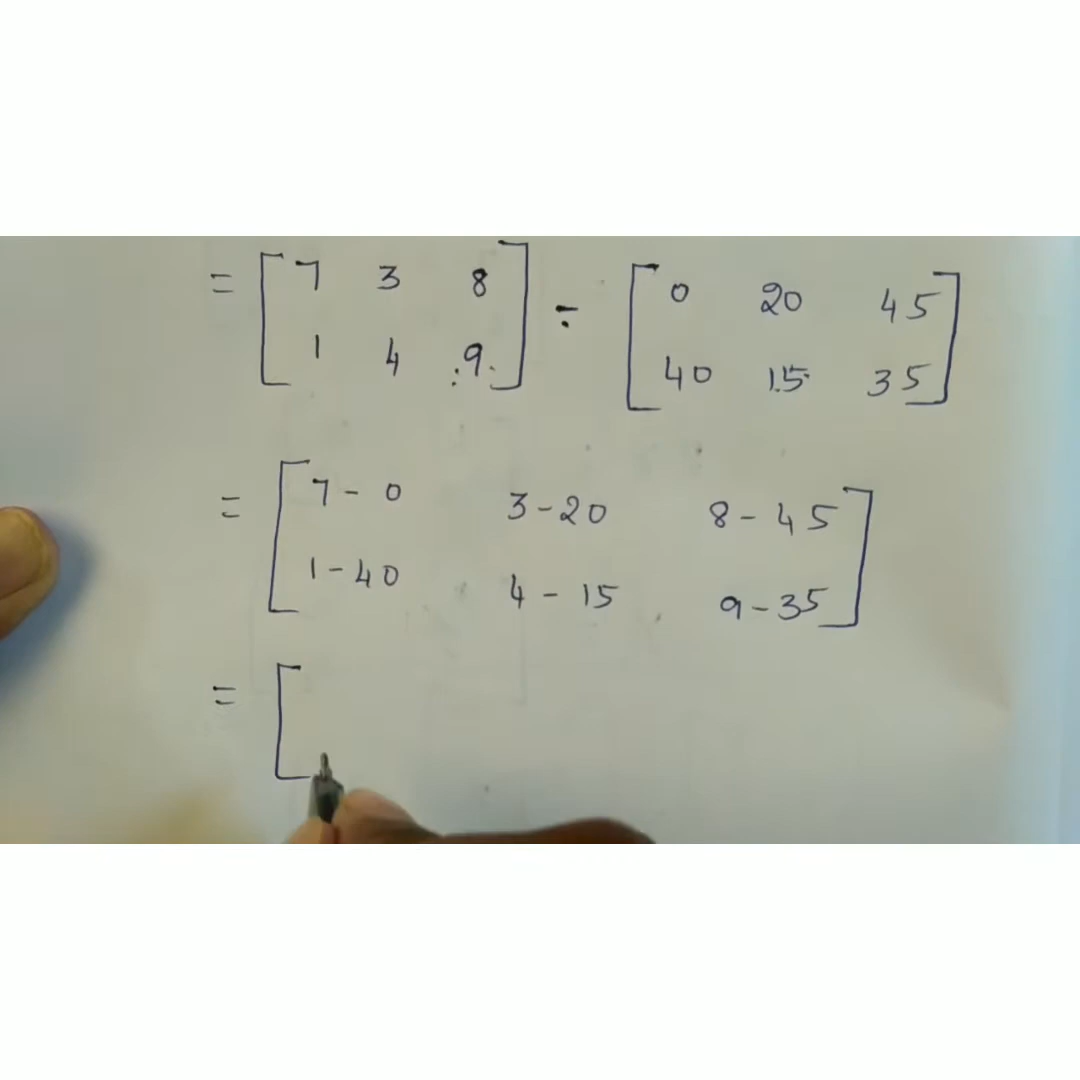 = [ 7 3 8 ] ÷ [ 0 20 45 ]
[ 1 4 9 ] [ 40 15 35 ]
= [ 7 - 0 3 - 20 8 - 45 ]
[ 1 - 40 4 - 15 9 - 35 ]
= [